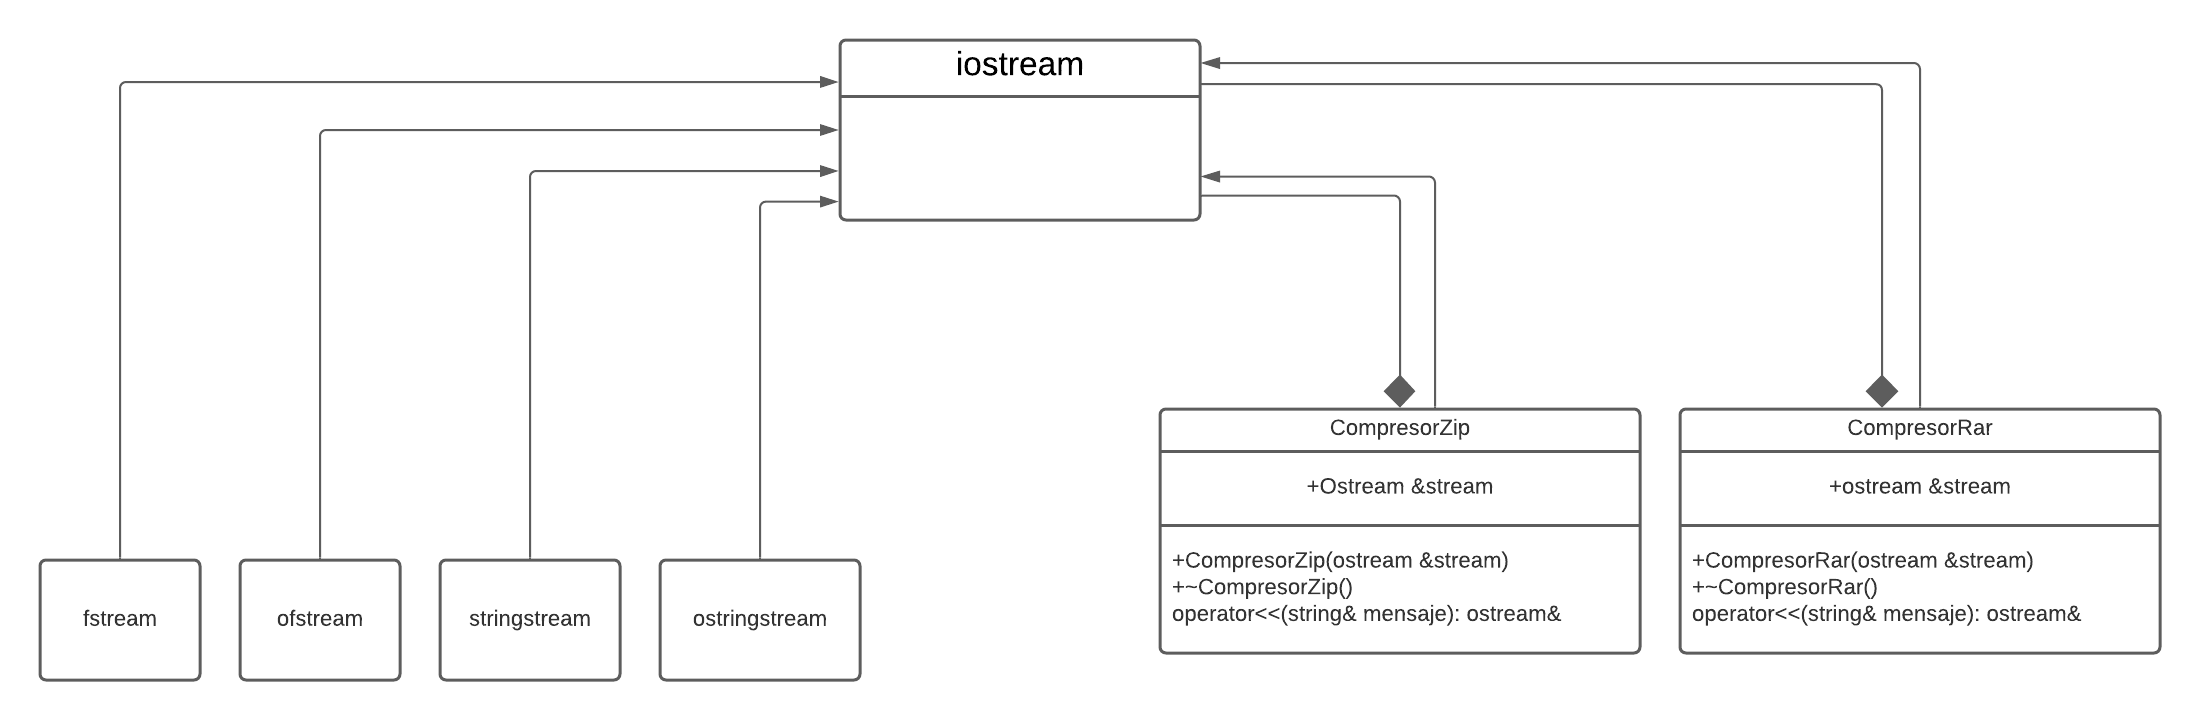 iostream
CompresorZip
+Ostream &stream
+CompresorZip(ostream &stream)
+~CompresorZip()
operator<<(string& mensaje): ostream&
CompresorRar
+ostream &stream
+CompresorRar(ostream &stream)
+~CompresorRar()
operator<<(string& mensaje): ostream&
fstream
ofstream
stringstream
ostringstream